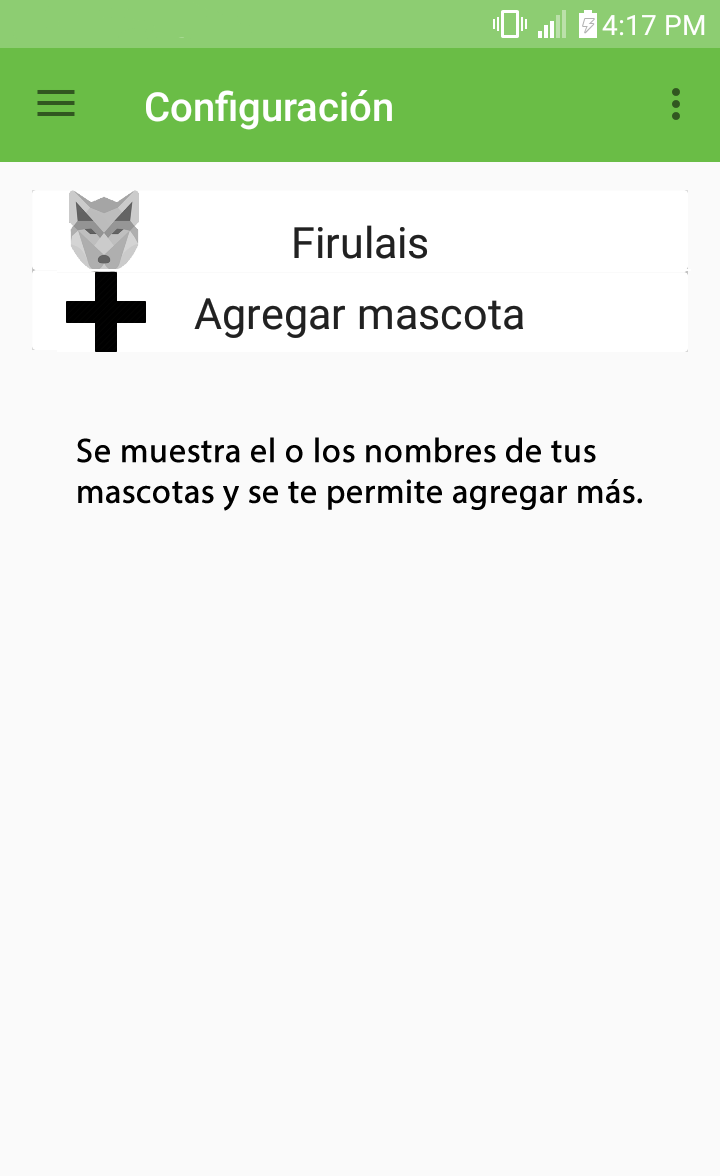 4:17 PM
Configuración
Firulais
Agregar mascota
Se muestra el o los nombres de tus
mascotas y se te permite agregar más.